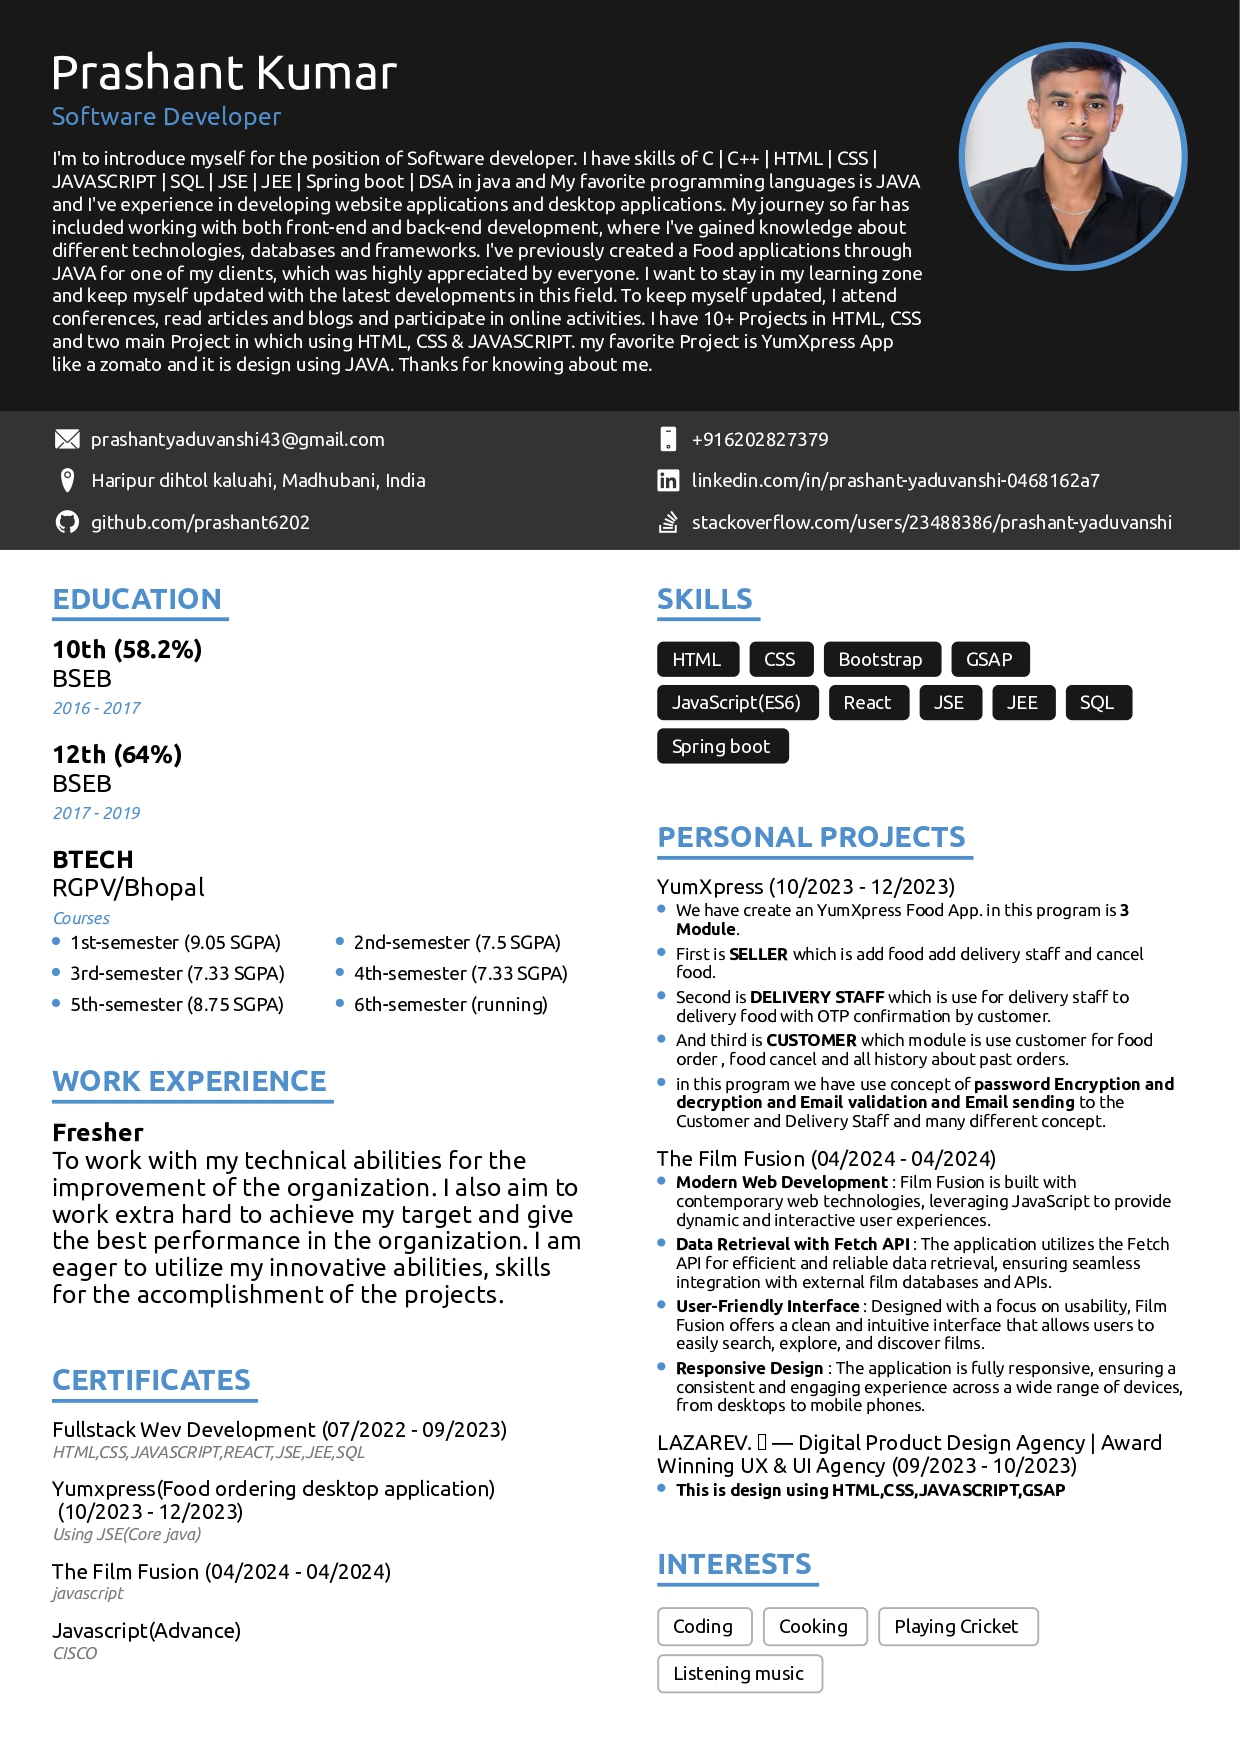 Prashant Kumar
Software Developer
I'm to introduce myself for the position of Software developer. I have skills of C | C++ | HTML | CSS |
JAVASCRIPT | SQL | JSE | JEE | Spring boot | DSA in java and My favorite programming languages is JAVA
and I've experience in developing website applications and desktop applications. My journey so far has
included working with both front-end and back-end development, where I've gained knowledge about
different technologies, databases and frameworks. I've previously created a Food applications through
JAVA for one of my clients, which was highly appreciated by everyone. I want to stay in my learning zone
and keep myself updated with the latest developments in this field. To keep myself updated, I attend
conferences, read articles and blogs and participate in online activities. I have 10+ Projects in HTML, CSS
and two main Project in which using HTML, CSS & JAVASCRIPT. my favorite Project is YumXpress App
like a zomato and it is design using JAVA. Thanks for knowing about me.
prashantyaduvanshi43@gmail.com
+916202827379
Haripur dihtol kaluahi, Madhubani, India
linkedin.com/in/prashant-yaduvanshi-0468162a7
github.com/prashant6202
stackoverflow.com/users/23488386/prashant-yaduvanshi
EDUCATION
10th (58.2%)
BSEB
2016 - 2017
12th (64%)
BSEB
2017 - 2019
BTECH
RGPV/Bhopal
Courses
1st-semester (9.05 SGPA)
2nd-semester (7.5 SGPA)
3rd-semester (7.33 SGPA)
4th-semester (7.33 SGPA)
5th-semester (8.75 SGPA)
6th-semester (running)
WORK EXPERIENCE
Fresher
To work with my technical abilities for the
improvement of the organization. I also aim to
work extra hard to achieve my target and give
the best performance in the organization. I am
eager to utilize my innovative abilities, skills
for the accomplishment of the projects.
CERTIFICATES
Fullstack Wev Development (07/2022 - 09/2023)
HTML,CSS,JAVASCRIPT,REACT,JSE,JEE,SQL
Yumxpress(Food ordering desktop application)
(10/2023 - 12/2023)
Using JSE(Core java)
The Film Fusion (04/2024 - 04/2024)
javascript
Javascript(Advance)
CISCO
SKILLS
HTML CSS Bootstrap GSAP
JavaScript(ES6) React JSE JEE SQL
Spring boot
PERSONAL PROJECTS
YumXpress (10/2023 - 12/2023)
We have create an YumXpress Food App. in this program is 3
Module.
First is SELLER which is add food add delivery staff and cancel
food.
Second is DELIVERY STAFF which is use for delivery staff to
delivery food with OTP confirmation by customer.
And third is CUSTOMER which module is use customer for food
order , food cancel and all history about past orders.
in this program we have use concept of password Encryption and
decryption and Email validation and Email sending to the
Customer and Delivery Staff and many different concept.
The Film Fusion (04/2024 - 04/2024)
Modern Web Development : Film Fusion is built with
contemporary web technologies, leveraging JavaScript to provide
dynamic and interactive user experiences.
Data Retrieval with Fetch API : The application utilizes the Fetch
API for efficient and reliable data retrieval, ensuring seamless
integration with external film databases and APIs.
User-Friendly Interface : Designed with a focus on usability, Film
Fusion offers a clean and intuitive interface that allows users to
easily search, explore, and discover films.
Responsive Design : The application is fully responsive, ensuring a
consistent and engaging experience across a wide range of devices,
from desktops to mobile phones.
LAZAREV. — Digital Product Design Agency | Award
Winning UX & UI Agency (09/2023 - 10/2023)
This is design using HTML,CSS,JAVASCRIPT,GSAP
INTERESTS
Coding Cooking Playing Cricket
Listening music